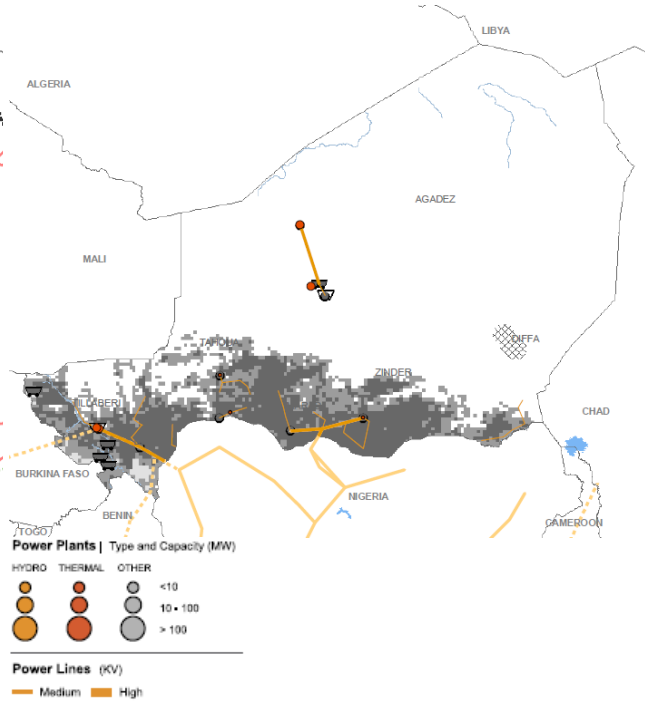 LIBYA
ALGERIA
AGADEZ
MALI
TAHOUA
DIFFA
ZINDER
TILLABERI
CHAD
BURKINA FASO
NIGERIA
BENIN
CAMEROON
TOGO
Power Plants | Type and Capacity (MW)
HYDRO THERMAL OTHER
<10
10 - 100
> 100
Power Lines (KV)
Medium High